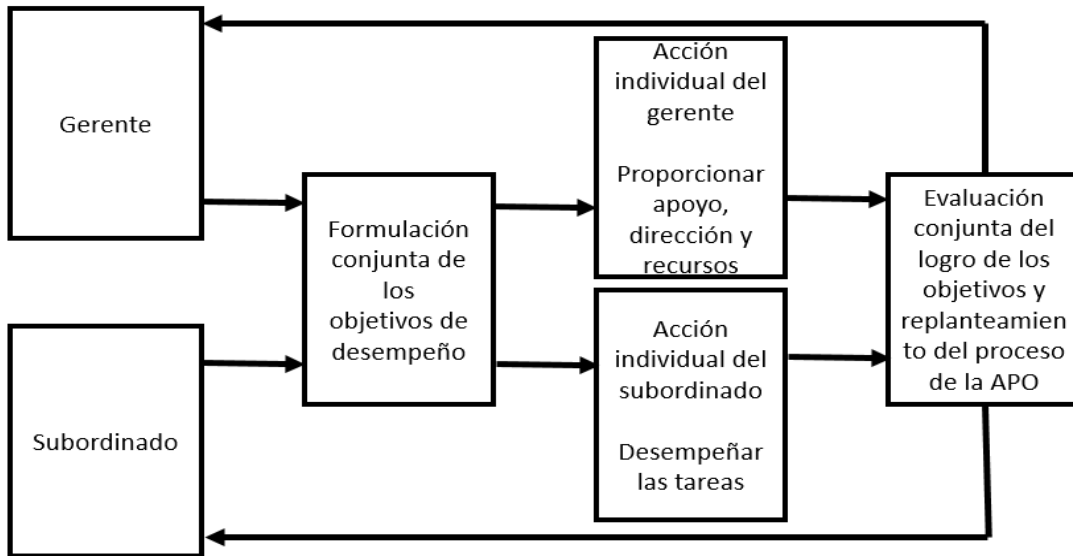 Gerente
Subordinado
Formulación
conjunta de
los
objetivos de
desempeño
Acción
individual del
gerente
Proporcionar
apoyo,
dirección y
recursos
Acción
individual del
subordinado
Desempeñar
las tareas
Evaluación
conjunta del
logro de los
objetivos y
replanteamien
to del proceso
de la APO